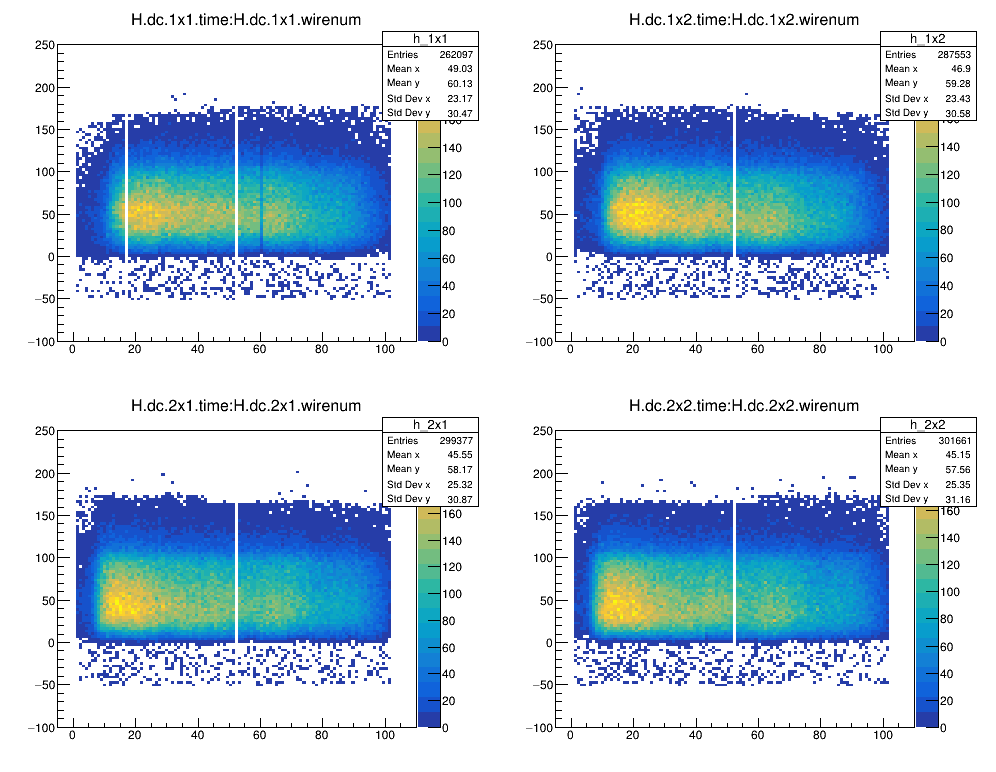 H.dc.1x1.time:H.dc.1x1.wirenum
h_1x1
Entries 262097
Mean x 49.03
Mean y 60.13
Std Dev x 23.17
Std Dev y 30.47
250
200
150
100
50
0
−50
−100
0 20 40 60 80 100
160
140
120
100
80
60
40
20
0
H.dc.1x2.time:H.dc.1x2.wirenum
h_1x2
Entries 287553
Mean x 46.9
Mean y 59.28
Std Dev x 23.43
Std Dev y 30.58
250
200
150
100
50
0
−50
−100
0 20 40 60 80 100
160
140
120
100
80
60
40
20
0
H.dc.2x1.time:H.dc.2x1.wirenum
h_2x1
Entries 299377
Mean x 45.55
Mean y 58.17
Std Dev x 25.32
Std Dev y 30.87
250
200
150
100
50
0
−50
−100
0 20 40 60 80 100
160
140
120
100
80
60
40
20
0
H.dc.2x2.time:H.dc.2x2.wirenum
h_2x2
Entries 301661
Mean x 45.15
Mean y 57.56
Std Dev x 25.35
Std Dev y 31.16
250
200
150
100
50
0
−50
−100
0 20 40 60 80 100
160
140
120
100
80
60
40
20
0